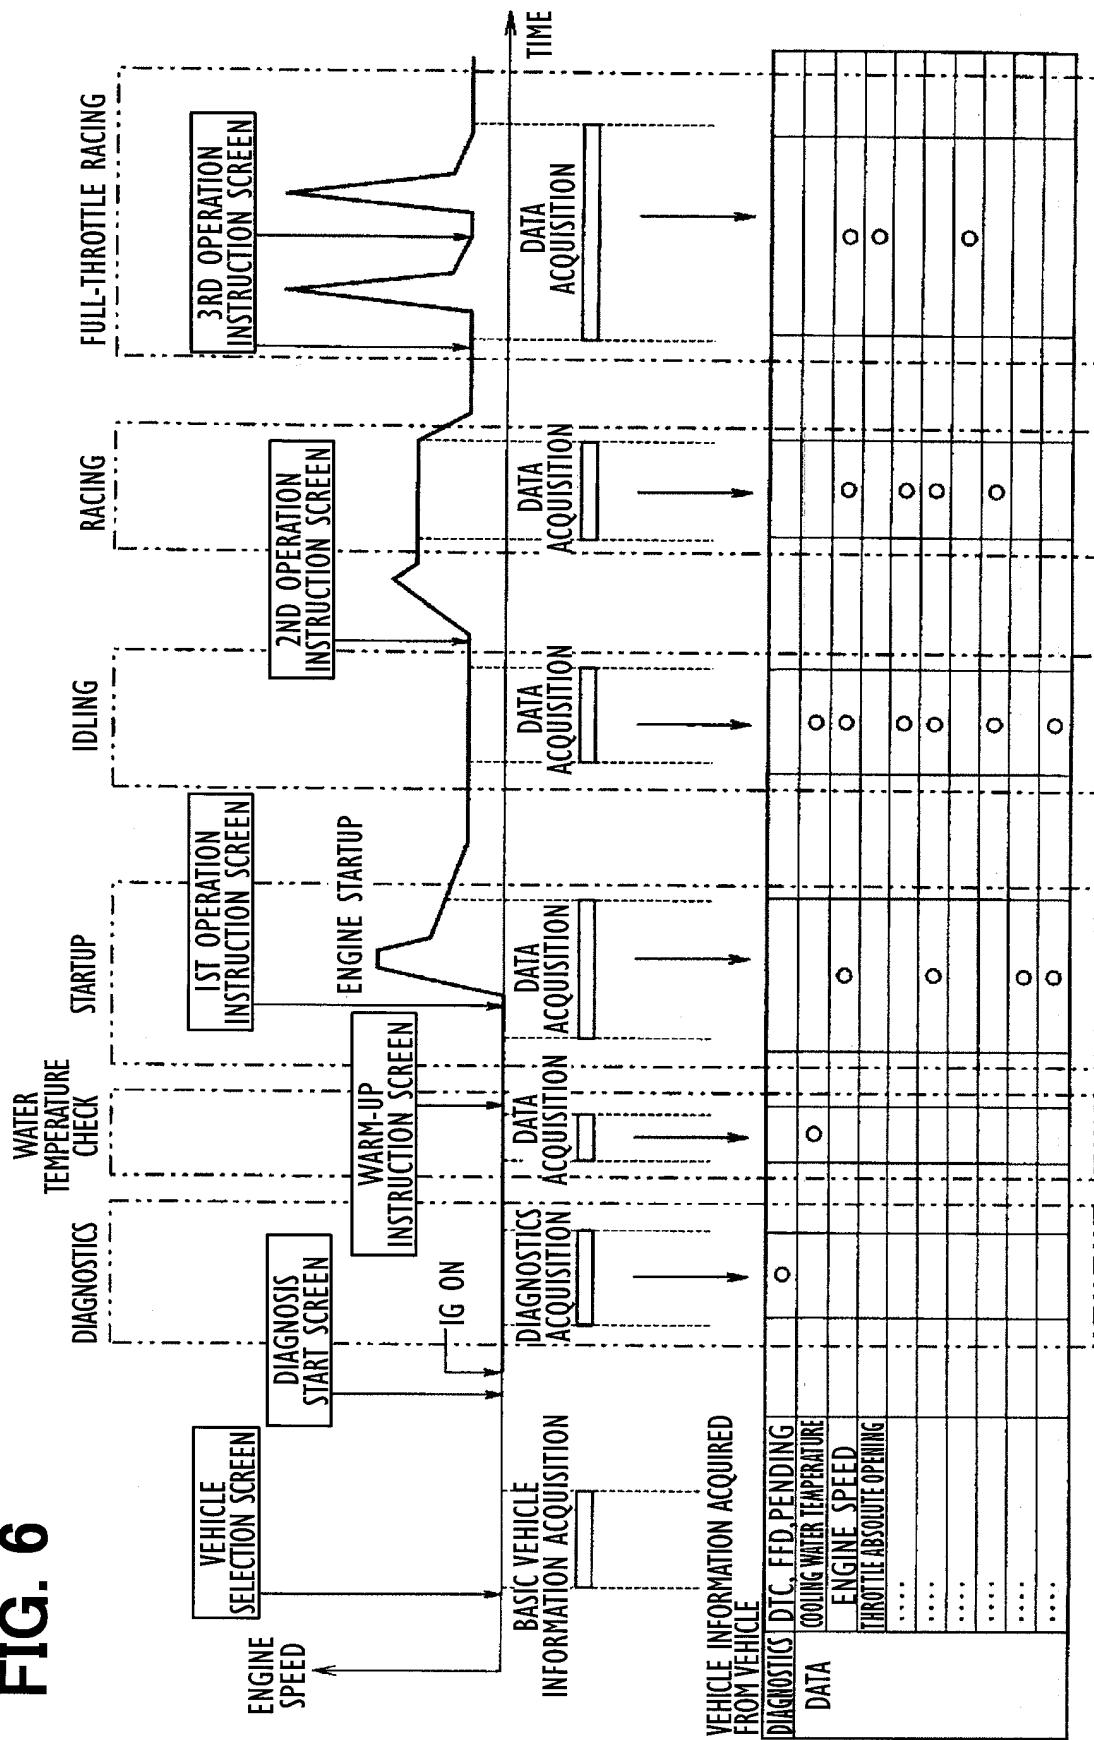 FIG. 6
WATER
TEMPERATURE
CHECK
DIAGNOSTICS
STARTUP
IDLING
RACING
FULL-THROTTLE RACING
VEHICLE
SELECTION SCREEN
DIAGNOSIS
START SCREEN
WARM-UP
INSTRUCTION SCREEN
1ST OPERATION
INSTRUCTION SCREEN
2ND OPERATION
INSTRUCTION SCREEN
3RD OPERATION
INSTRUCTION SCREEN
ENGINE
SPEED
IG ON
ENGINE STARTUP
TIME
BASIC VEHICLE
INFORMATION ACQUISITION
DIAGNOSTICS
ACQUISITION
DATA
ACQUISITION
DATA
ACQUISITION
DATA
ACQUISITION
DATA
ACQUISITION
DATA
ACQUISITION
VEHICLE INFORMATION ACQUIRED
FROM VEHICLE
DIAGNOSTICS DTC, FFD,PENDING
DATA COOLING WATER TEMPERATURE
ENGINE SPEED
THROTTLE ABSOLUTE OPENING
....
....
....
....
....
....